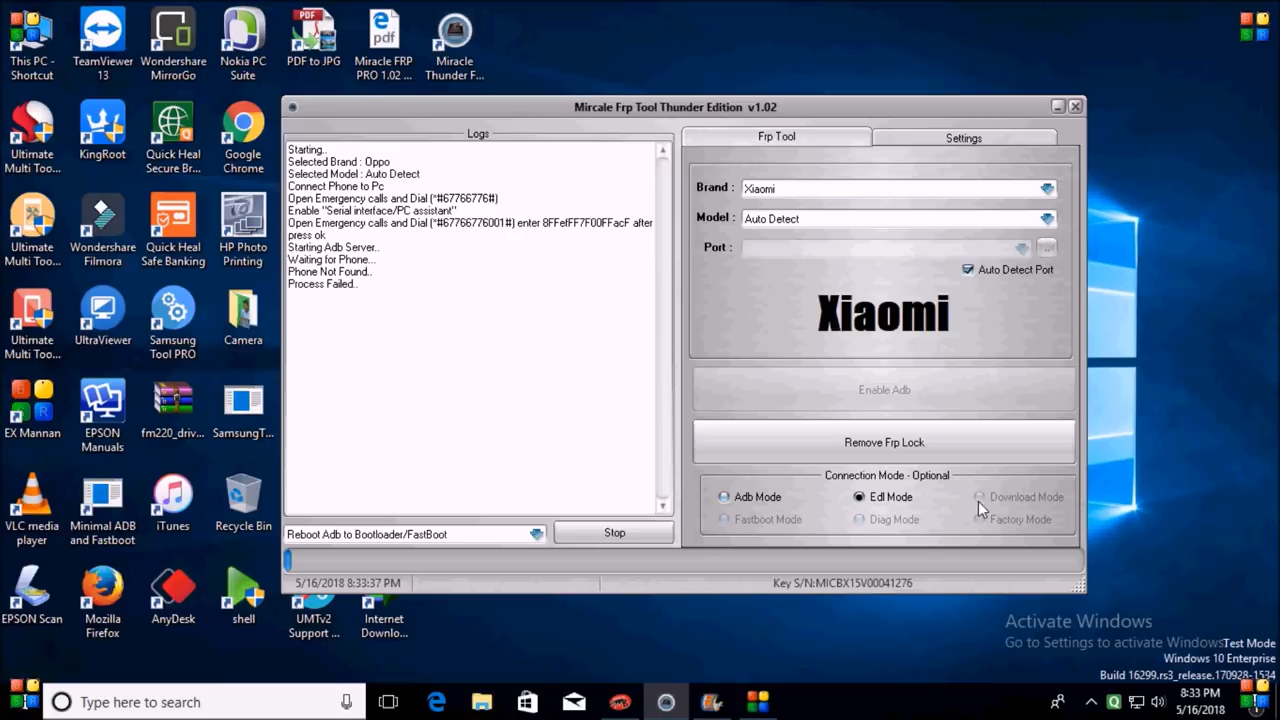 This PC -
Shortcut
TeamViewer
13
Wondershare
MirrorGo
Nokia PC
Suite
PDF to JPG
Miracle FRP
PRO 1.02 ...
Miracle
Thunder F...
Ultimate
Multi Too...
KingRoot
Quick Heal
Secure Br...
Google
Chrome
Ultimate
Multi Too...
Wondershare
Filmora
Quick Heal
Safe Banking
HP Photo
Printing
Ultimate
Multi Too...
UltraViewer
Samsung
Tool PRO
Camera
EX Mannan
EPSON
Manuals
fm220_driv...
SamsungT...
VLC media
player
Minimal ADB
and Fastboot
iTunes
Recycle Bin
EPSON Scan
Mozilla
Firefox
AnyDesk
shell
UMTv2
Support ...
Internet
Downlo...
Mircale Frp Tool Thunder Edition v1.02
Logs
Starting..
Selected Brand : Oppo
Selected Model : Auto Detect
Connect Phone to Pc
Open Emergency calls and Dial (*#67766776#)
Enable "Serial interface/PC assistant"
Open Emergency calls and Dial (*#67766776001#) enter 8FFefFF7F00FFacF after
press ok
Starting Adb Server..
Waiting for Phone...
Phone Not Found..
Process Failed..
Reboot Adb to Bootloader/FastBoot
Stop
Frp Tool
Settings
Brand :
Xiaomi
Model :
Auto Detect
Port :
...
Auto Detect Port
Xiaomi
Enable Adb
Remove Frp Lock
Connection Mode - Optional
Adb Mode
Edl Mode
Download Mode
Fastboot Mode
Diag Mode
Factory Mode
5/16/2018 8:33:37 PM
Key S/N:MICBX15V00041276
Activate Windows
Go to Settings to activate Windows
Test Mode
Windows 10 Enterprise
Build 16299.rs3_release.170928-1534
Type here to search
8:33 PM
5/16/2018